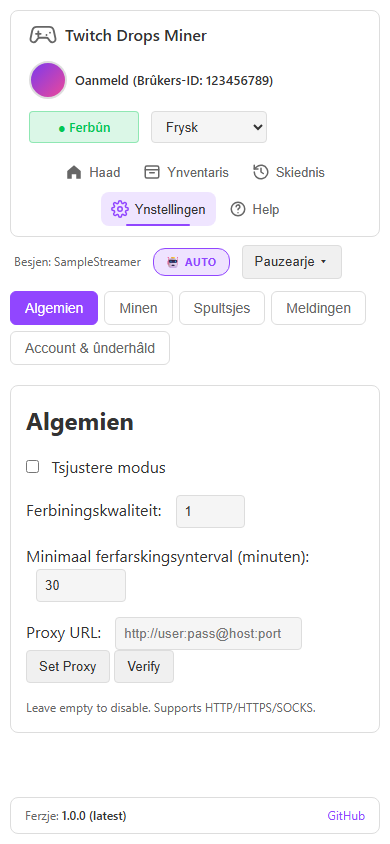 Twitch Drops Miner
Oanmeld (Brûkers-ID: 123456789)
● Ferbûn
Frysk
Haad
Ynventaris
Skiednis
Ynstellingen
Help
Besjen: SampleStreamer
AUTO
Pauzearje
Algemien
Minen
Spultsjes
Meldingen
Account & ûnderhâld
Algemien
Tsjustere modus
Ferbiningskwaliteit:
1
Minimaal ferfarskingsynterval (minuten):
30
Proxy URL:
http://user:pass@host:port
Set Proxy
Verify
Leave empty to disable. Supports HTTP/HTTPS/SOCKS.
Ferzje: 1.0.0 (latest)
GitHub